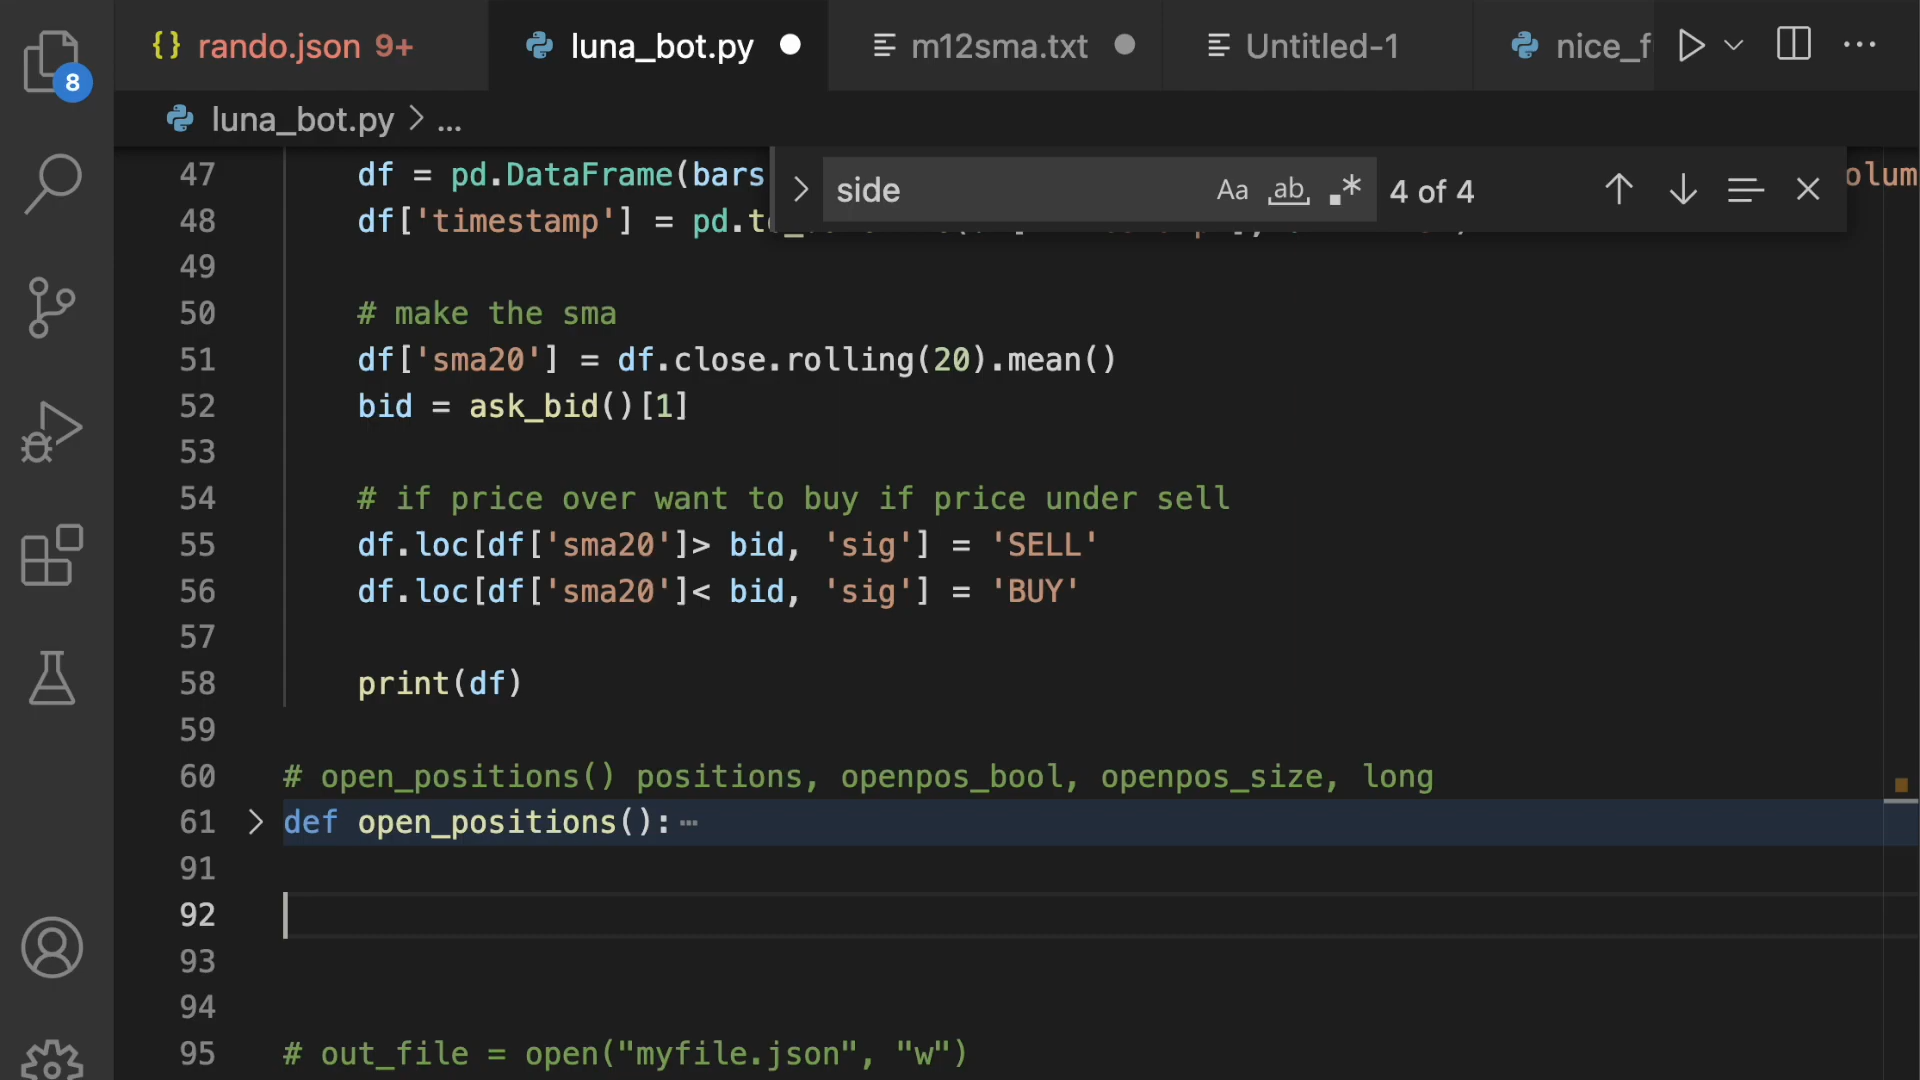 {} rando.json 9+
luna_bot.py
m12sma.txt
Untitled-1
nice_f
8
luna_bot.py > ...
side
Aa ab .*
4 of 4
47 df = pd.DataFrame(bars olum
48 df['timestamp'] = pd.t
49
50 # make the sma
51 df['sma20'] = df.close.rolling(20).mean()
52 bid = ask_bid()[1]
53
54 # if price over want to buy if price under sell
55 df.loc[df['sma20']> bid, 'sig'] = 'SELL'
56 df.loc[df['sma20']< bid, 'sig'] = 'BUY'
57
58 print(df)
59
60 # open_positions() positions, openpos_bool, openpos_size, long
61 def open_positions():⋯
91
92
93
94
95 # out_file = open("myfile.json", "w")